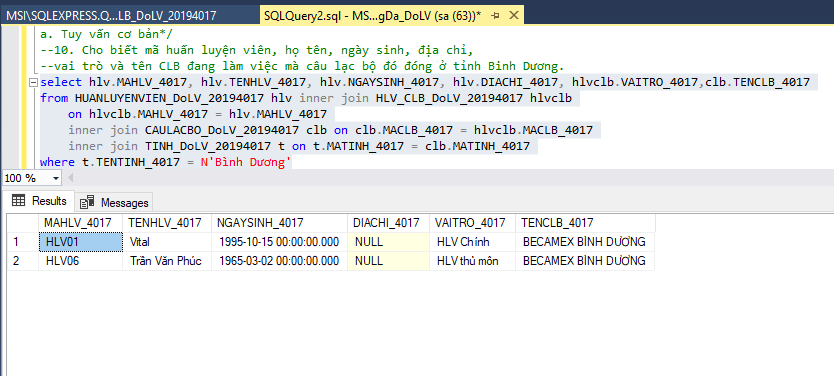 MSI\SQLEXPRESS.Q...LB_DoLV_20194017 SQLQuery2.sql - MS...gDa_DoLV (sa (63))*
a. Tuy vấn cơ bản*/
--10. Cho biết mã huấn luyện viên, họ tên, ngày sinh, địa chỉ,
--vai trò và tên CLB đang làm việc mà câu lạc bộ đó đóng ở tỉnh Binh Dương.
select hlv.MAHLV_4017, hlv.TENHLV_4017, hlv.NGAYSINH_4017, hlv.DIACHI_4017, hlvclb.VAITRO_4017,clb.TENCLB_4017
from HUANLUYENVIEN_DoLV_20194017 hlv inner join HLV_CLB_DoLV_20194017 hlvclb
on hlvclb.MAHLV_4017 = hlv.MAHLV_4017
inner join CAULACBO_DoLV_20194017 clb on clb.MACLB_4017 = hlvclb.MACLB_4017
inner join TINH_DoLV_20194017 t on t.MATINH_4017 = clb.MATINH_4017
where t.TENTINH_4017 = N'Bình Dương'
100 %
Results Messages
MAHLV_4017 TENHLV_4017 NGAYSINH_4017 DIACHI_4017 VAITRO_4017 TENCLB_4017
1 HLV01 Vital 1995-10-15 00:00:00.000 NULL HLV Chính BECAMEX BÌNH DƯƠNG
2 HLV06 Trần Văn Phúc 1965-03-02 00:00:00.000 NULL HLV thủ môn BECAMEX BÌNH DƯƠNG